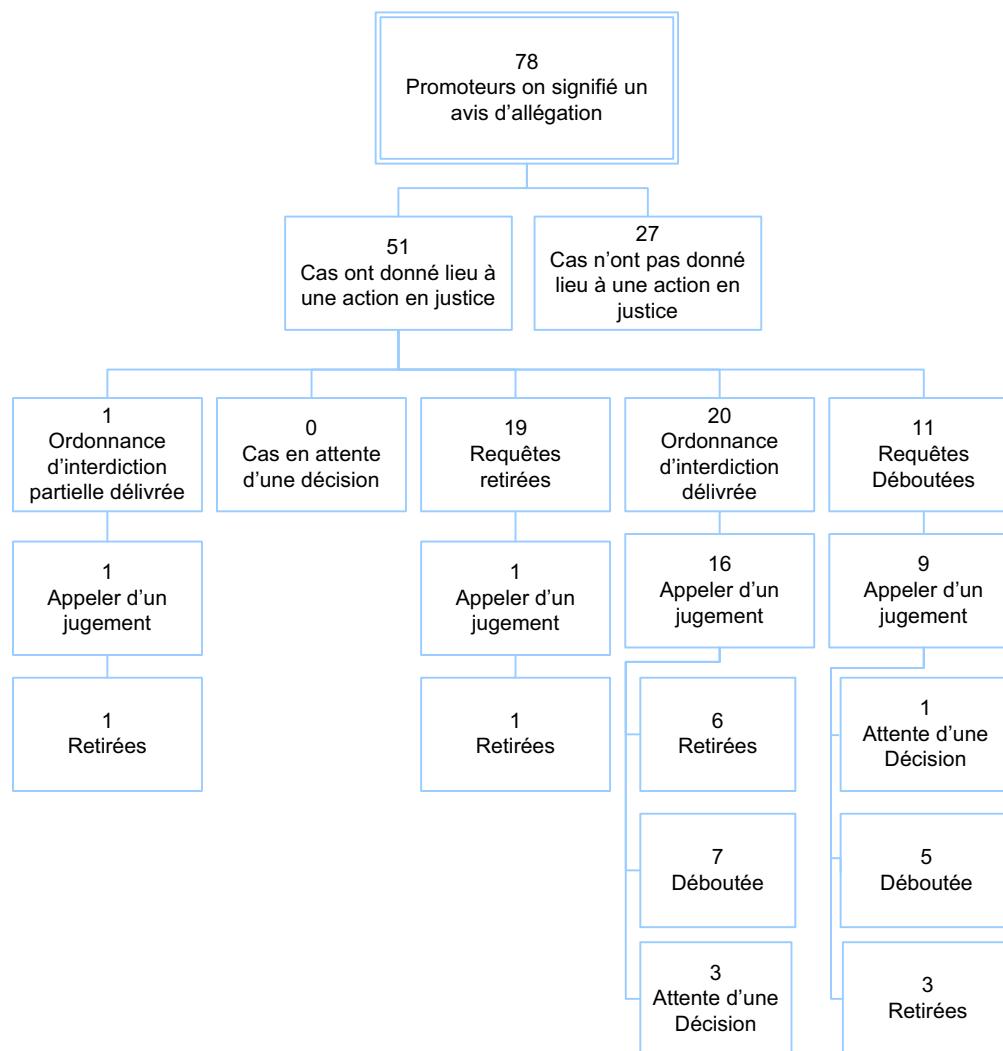 78
Promoteurs on signifié un
avis d'allégation
51
Cas ont donné lieu à
une action en justice
27
Cas n'ont pas donné
lieu à une action en
justice
1
Ordonnance
d'interdiction
partielle délivrée
0
Cas en attente
d'une décision
19
Requêtes
retirées
20
Ordonnance
d'interdiction
délivrée
11
Requêtes
Déboutées
1
Appeler d'un
jugement
1
Appeler d'un
jugement
16
Appeler d'un
jugement
9
Appeler d'un
jugement
1
Retirées
1
Retirées
6
Retirées
1
Attente d'une
Décision
7
Déboutée
5
Déboutée
3
Attente d'une
Décision
3
Retirées